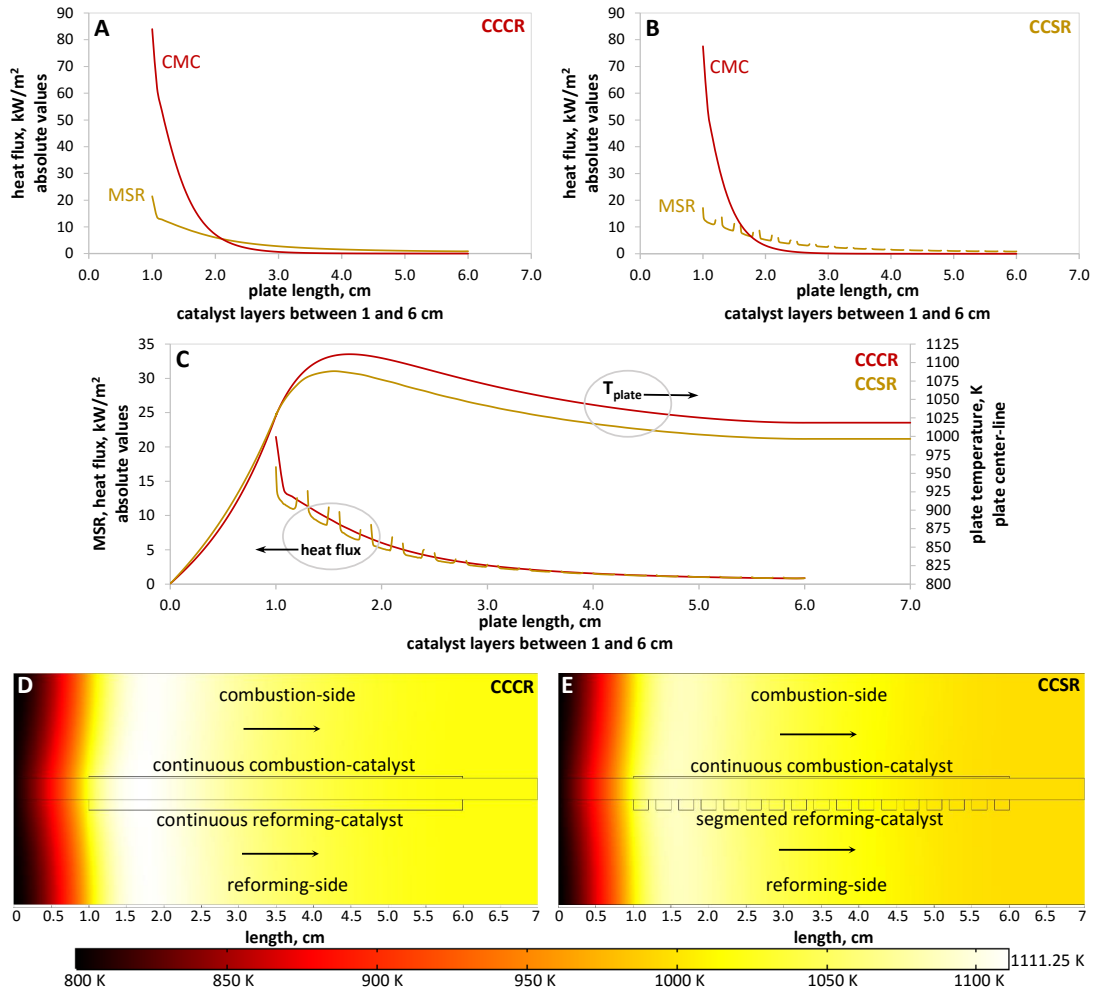 A
CCCR
90
80
70
60
50
40
30
20
10
0
heat flux, kW/m²
absolute values
CMC
MSR
0.0 1.0 2.0 3.0 4.0 5.0 6.0 7.0
plate length, cm
catalyst layers between 1 and 6 cm
B
CCSR
90
80
70
60
50
40
30
20
10
0
heat flux, kW/m²
absolute values
CMC
MSR
0.0 1.0 2.0 3.0 4.0 5.0 6.0 7.0
plate length, cm
catalyst layers between 1 and 6 cm
C
CCCR
CCSR
35
30
25
20
15
10
5
0
MSR, heat flux, kW/m²
absolute values
Tplate
heat flux
1125
1100
1075
1050
1025
1000
975
950
925
900
875
850
825
800
plate temperature, K
plate center-line
0.0 1.0 2.0 3.0 4.0 5.0 6.0 7.0
plate length, cm
catalyst layers between 1 and 6 cm
D
CCCR
combustion-side
continuous combustion-catalyst
continuous reforming-catalyst
reforming-side
0 0.5 1.0 1.5 2.0 2.5 3.0 3.5 4.0 4.5 5.0 5.5 6.0 6.5 7
length, cm
E
CCSR
combustion-side
continuous combustion-catalyst
segmented reforming-catalyst
reforming-side
0 0.5 1.0 1.5 2.0 2.5 3.0 3.5 4.0 4.5 5.0 5.5 6.0 6.5 7
length, cm
1111.25 K
800 K 850 K 900 K 950 K 1000 K 1050 K 1100 K